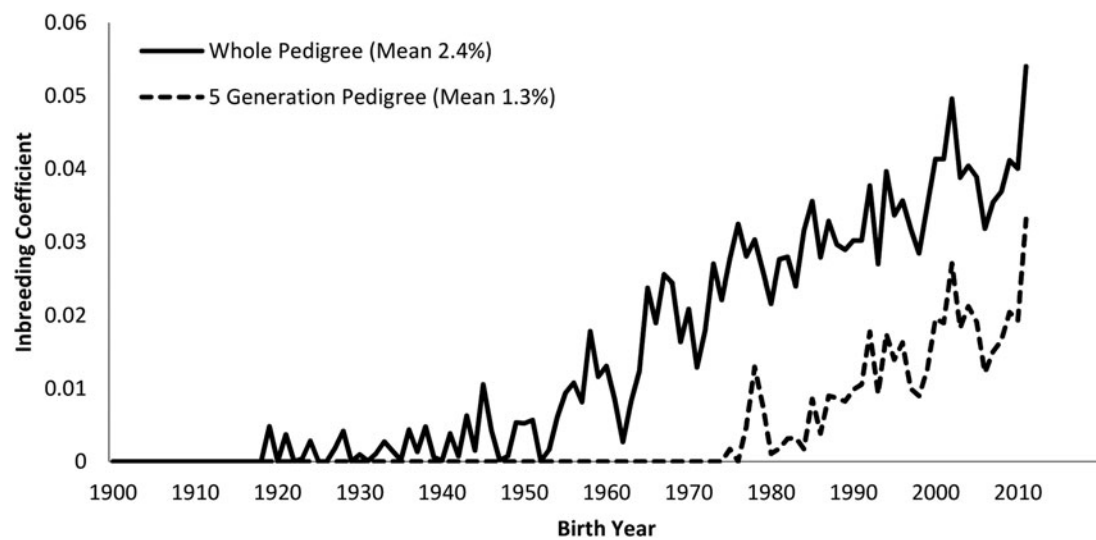 0.06
Whole Pedigree (Mean 2.4%)
0.05
5 Generation Pedigree (Mean 1.3%)
0.04
0.03
0.02
0.01
0
Inbreeding Coefficient
1900 1910 1920 1930 1940 1950 1960 1970 1980 1990 2000 2010
Birth Year